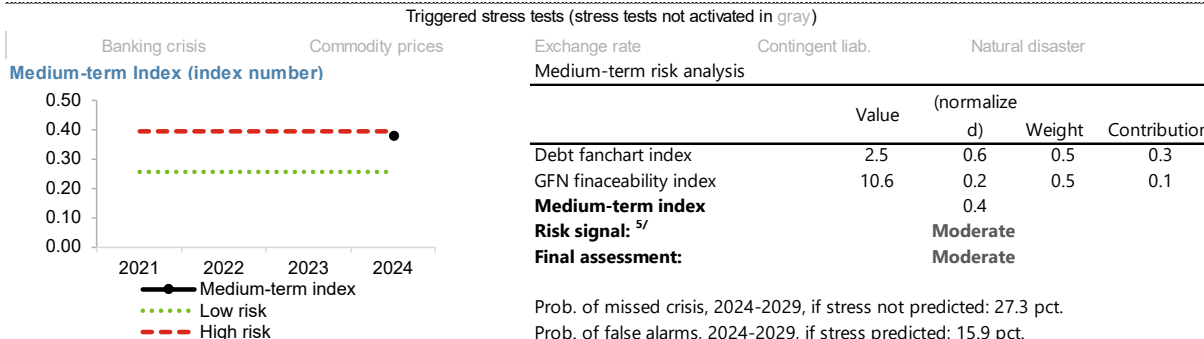 Triggered stress tests (stress tests not activated in gray)
Banking crisis Commodity prices Exchange rate Contingent liab. Natural disaster
Medium-term Index (index number)
0.50
0.40
0.30
0.20
0.10
0.00
2021 2022 2023 2024
Medium-term index
Low risk
High risk
Medium-term risk analysis
Value (normalize
d) Weight Contribution
Debt fanchart index 2.5 0.6 0.5 0.3
GFN finaceability index 10.6 0.2 0.5 0.1
Medium-term index 0.4
Risk signal: 5/ Moderate
Final assessment: Moderate
Prob. of missed crisis, 2024-2029, if stress not predicted: 27.3 pct.
Prob. of false alarms, 2024-2029, if stress predicted: 15.9 pct.